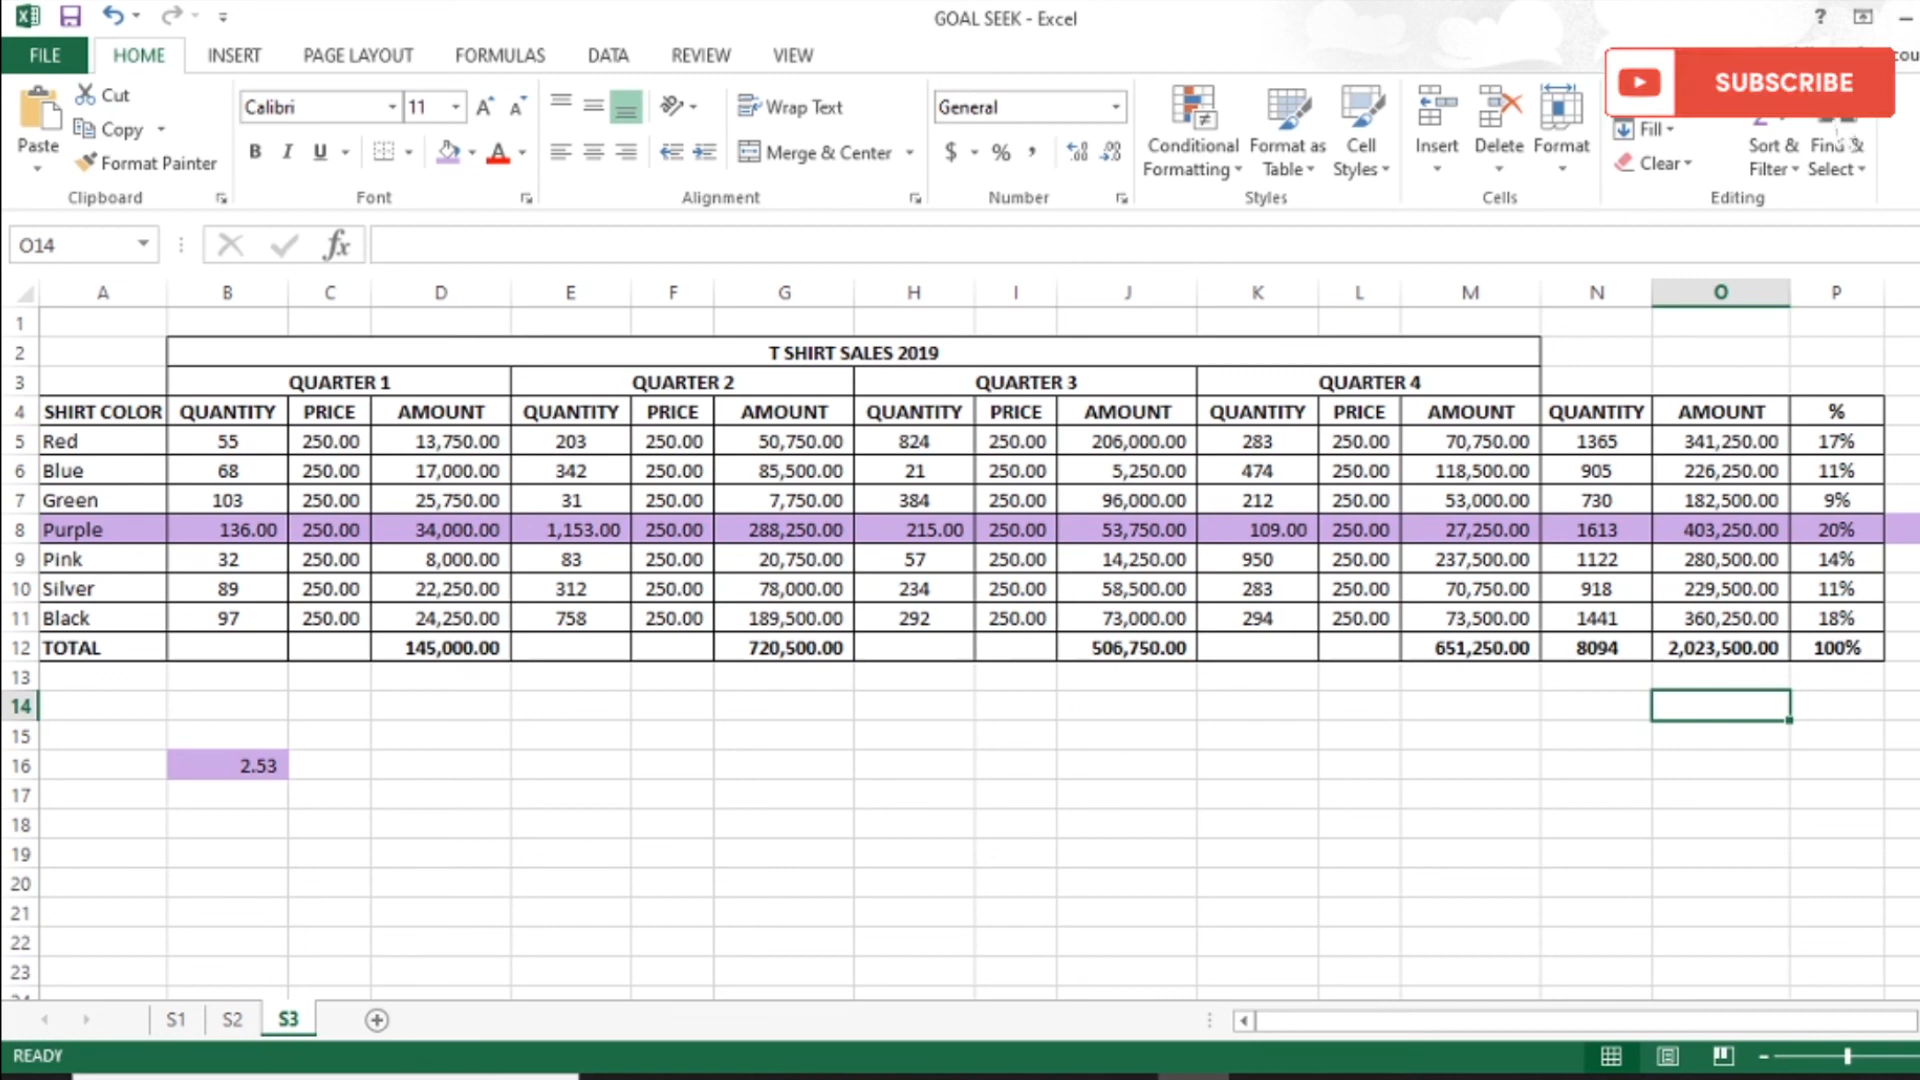 GOAL SEEK - Excel
?
FILE HOME INSERT PAGE LAYOUT FORMULAS DATA REVIEW VIEW
SUBSCRIBE
Paste
Cut
Copy
Format Painter
Clipboard
Calibri 11
B I U A
Font
Wrap Text
Merge & Center
Alignment
General
$ % ,
Number
Conditional Formatting
Format as Table
Cell Styles
Styles
Insert Delete Format
Cells
Fill
Clear
Sort & Filter
Find & Select
Editing
O14 fx
A B C D E F G H I J K L M N O P
1
2 T SHIRT SALES 2019
3 QUARTER 1 QUARTER 2 QUARTER 3 QUARTER 4
4 SHIRT COLOR QUANTITY PRICE AMOUNT QUANTITY PRICE AMOUNT QUANTITY PRICE AMOUNT QUANTITY PRICE AMOUNT QUANTITY AMOUNT %
5 Red 55 250.00 13,750.00 203 250.00 50,750.00 824 250.00 206,000.00 283 250.00 70,750.00 1365 341,250.00 17%
6 Blue 68 250.00 17,000.00 342 250.00 85,500.00 21 250.00 5,250.00 474 250.00 118,500.00 905 226,250.00 11%
7 Green 103 250.00 25,750.00 31 250.00 7,750.00 384 250.00 96,000.00 212 250.00 53,000.00 730 182,500.00 9%
8 Purple 136.00 250.00 34,000.00 1,153.00 250.00 288,250.00 215.00 250.00 53,750.00 109.00 250.00 27,250.00 1613 403,250.00 20%
9 Pink 32 250.00 8,000.00 83 250.00 20,750.00 57 250.00 14,250.00 950 250.00 237,500.00 1122 280,500.00 14%
10 Silver 89 250.00 22,250.00 312 250.00 78,000.00 234 250.00 58,500.00 283 250.00 70,750.00 918 229,500.00 11%
11 Black 97 250.00 24,250.00 758 250.00 189,500.00 292 250.00 73,000.00 294 250.00 73,500.00 1441 360,250.00 18%
12 TOTAL 145,000.00 720,500.00 506,750.00 651,250.00 8094 2,023,500.00 100%
13
14
15
16 2.53
17
18
19
20
21
22
23
S1 S2 S3
READY